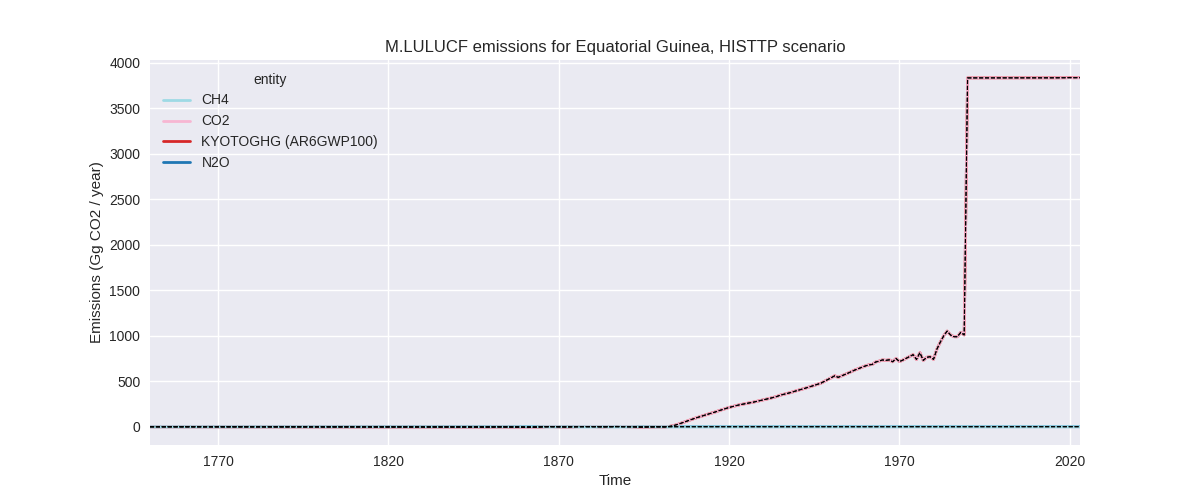 M.LULUCF emissions for Equatorial Guinea, HISTTP scenario
4000
3500
3000
2500
2000
1500
1000
500
0
Emissions (Gg CO2 / year)
entity
CH4
CO2
KYOTOGHG (AR6GWP100)
N2O
1770
1820
1870
1920
1970
2020
Time